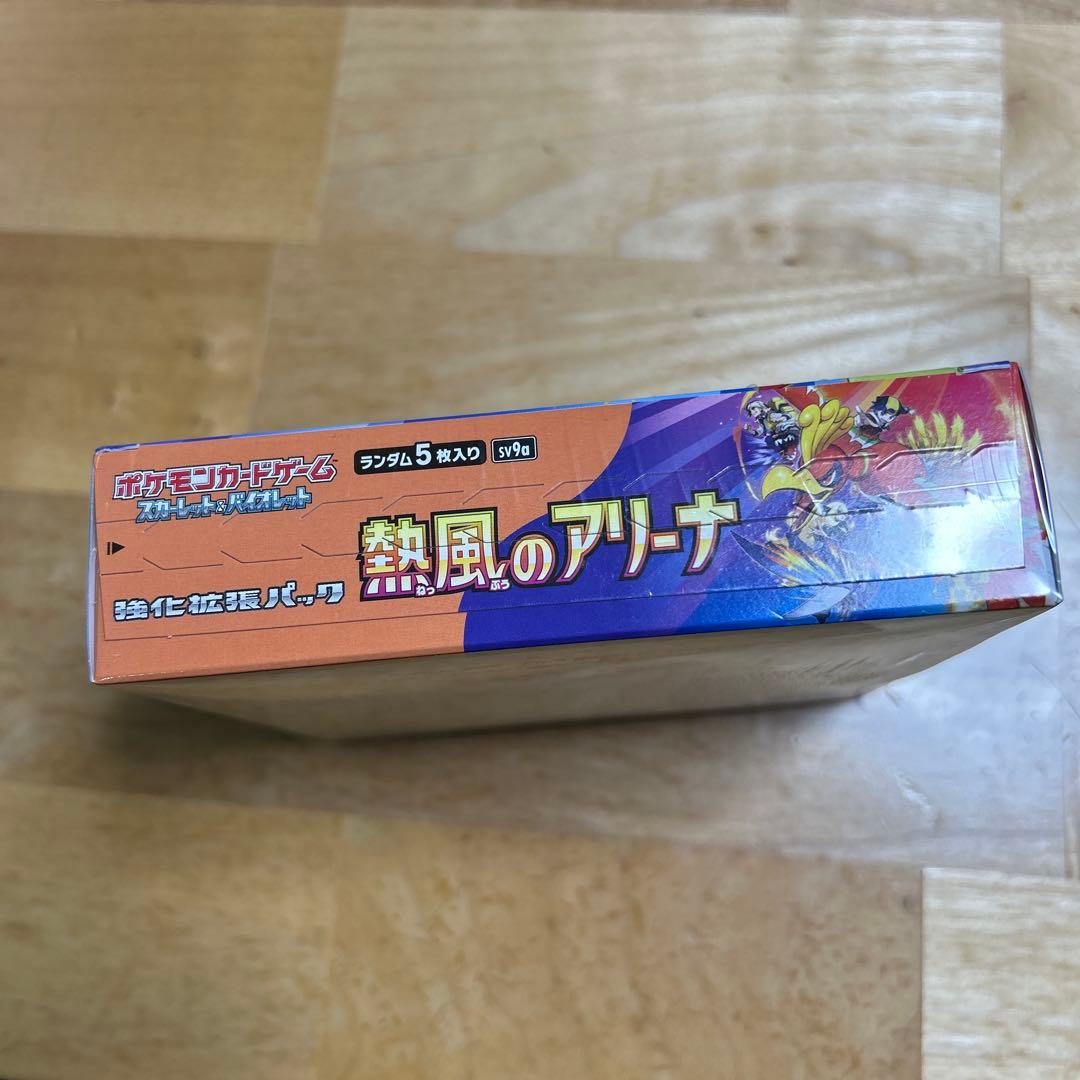 ポケモンカードゲーム™
スカーレット&バイオレット
ランダム5枚入り
sv9a
強化拡張パック
熱風のアリーナ
ねっ ぷう